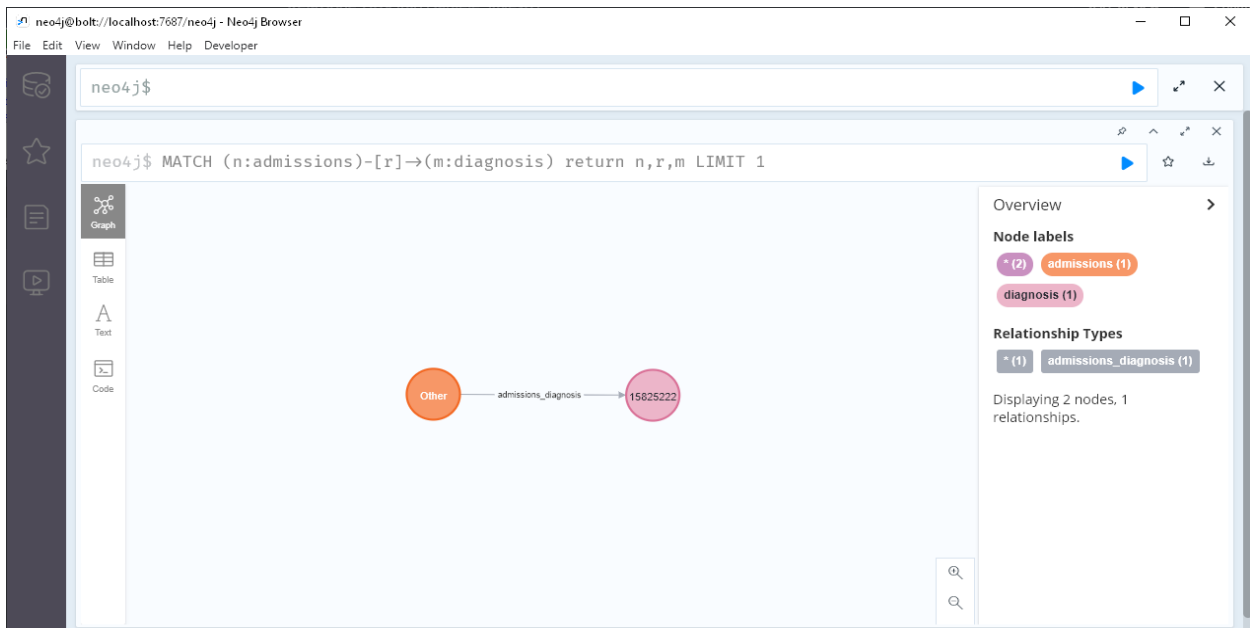 neo4j@bolt://localhost:7687/neo4j - Neo4j Browser
File Edit View Window Help Developer
neo4j$
neo4j$ MATCH (n:admissions)-[r]→(m:diagnosis) return n,r,m LIMIT 1
Graph
Table
A
Text
Code
Other
admissions_diagnosis
15825222
Overview
Node labels
* (2) admissions (1)
diagnosis (1)
Relationship Types
* (1) admissions_diagnosis (1)
Displaying 2 nodes, 1
relationships.